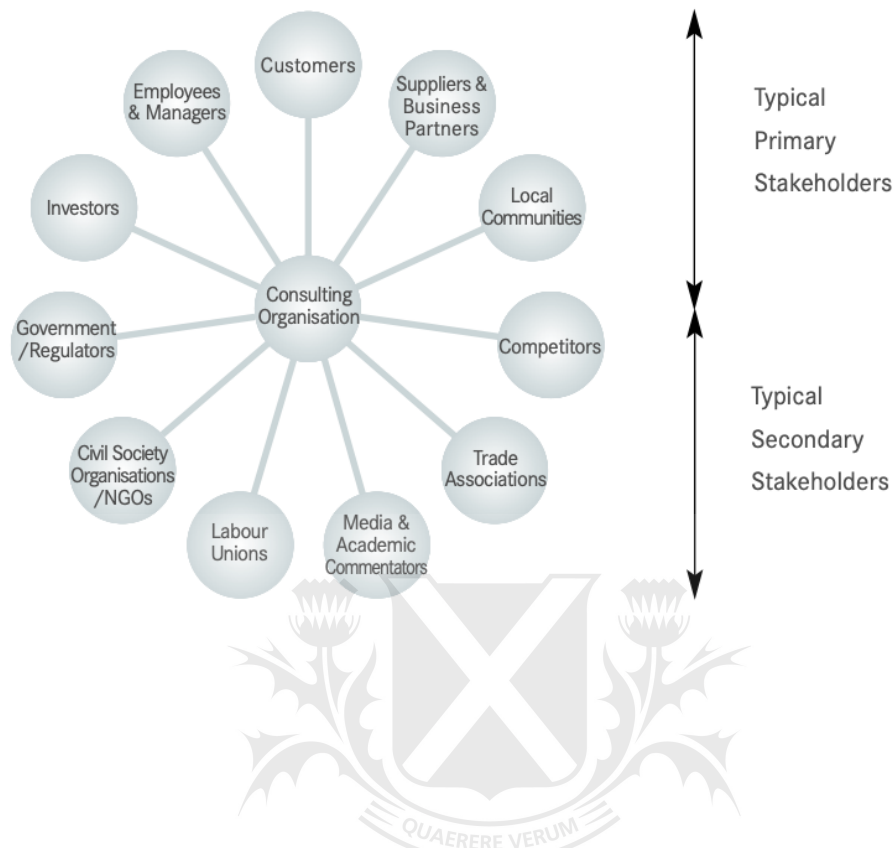 Customers
Employees
& Managers
Suppliers &
Business
Partners
Investors
Local
Communities
Consulting
Organisation
Government
/Regulators
Competitors
Civil Society
Organisations
/NGOs
Trade
Associations
Labour
Unions
Media &
Academic
Commentators
Typical
Primary
Stakeholders
Typical
Secondary
Stakeholders
QUAERERE VERUM